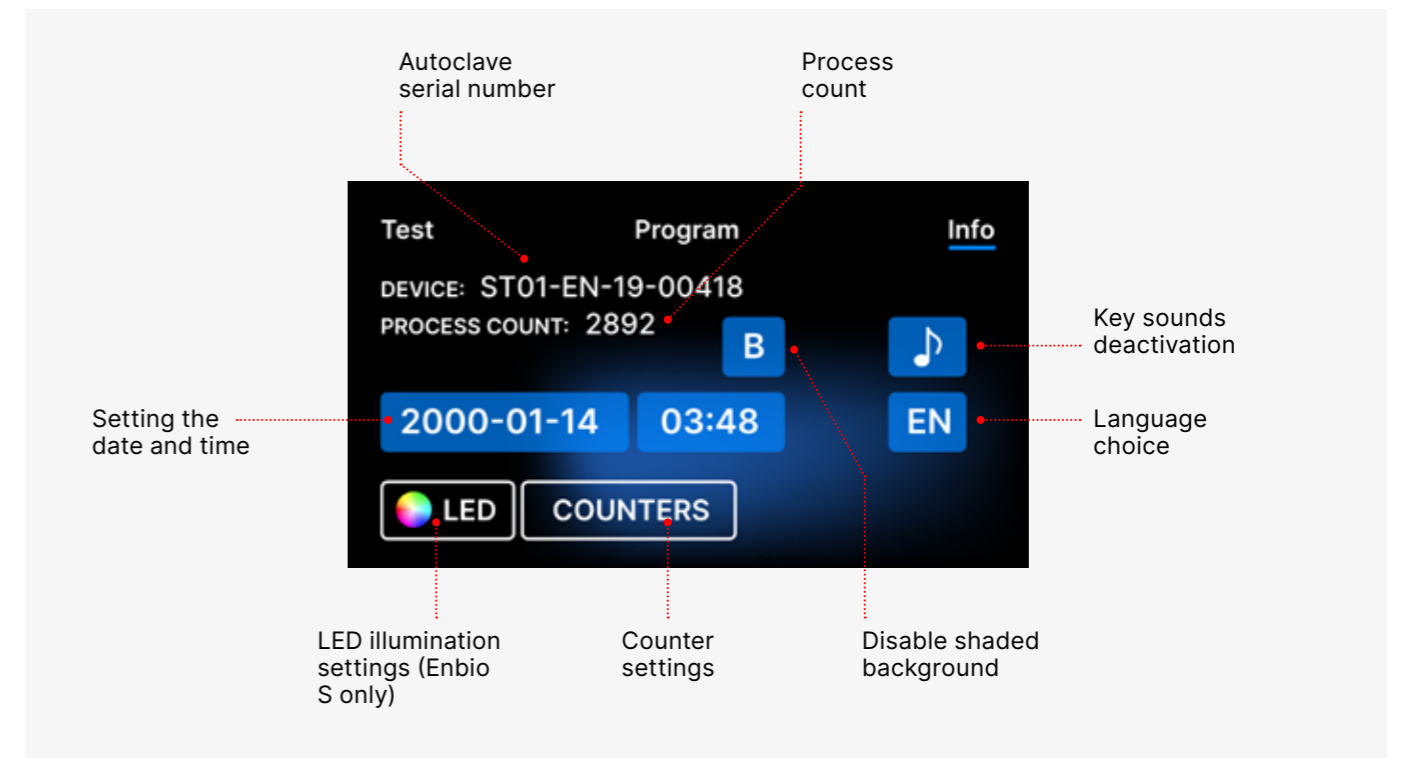 Autoclave
serial number
Process
count
Test
Program
Info
DEVICE: ST01-EN-19-00418
PROCESS COUNT: 2892
B
Key sounds
deactivation
Setting the
date and time
2000-01-14
03:48
EN
Language
choice
LED
COUNTERS
LED illumination
settings (Enbio
S only)
Counter
settings
Disable shaded
background